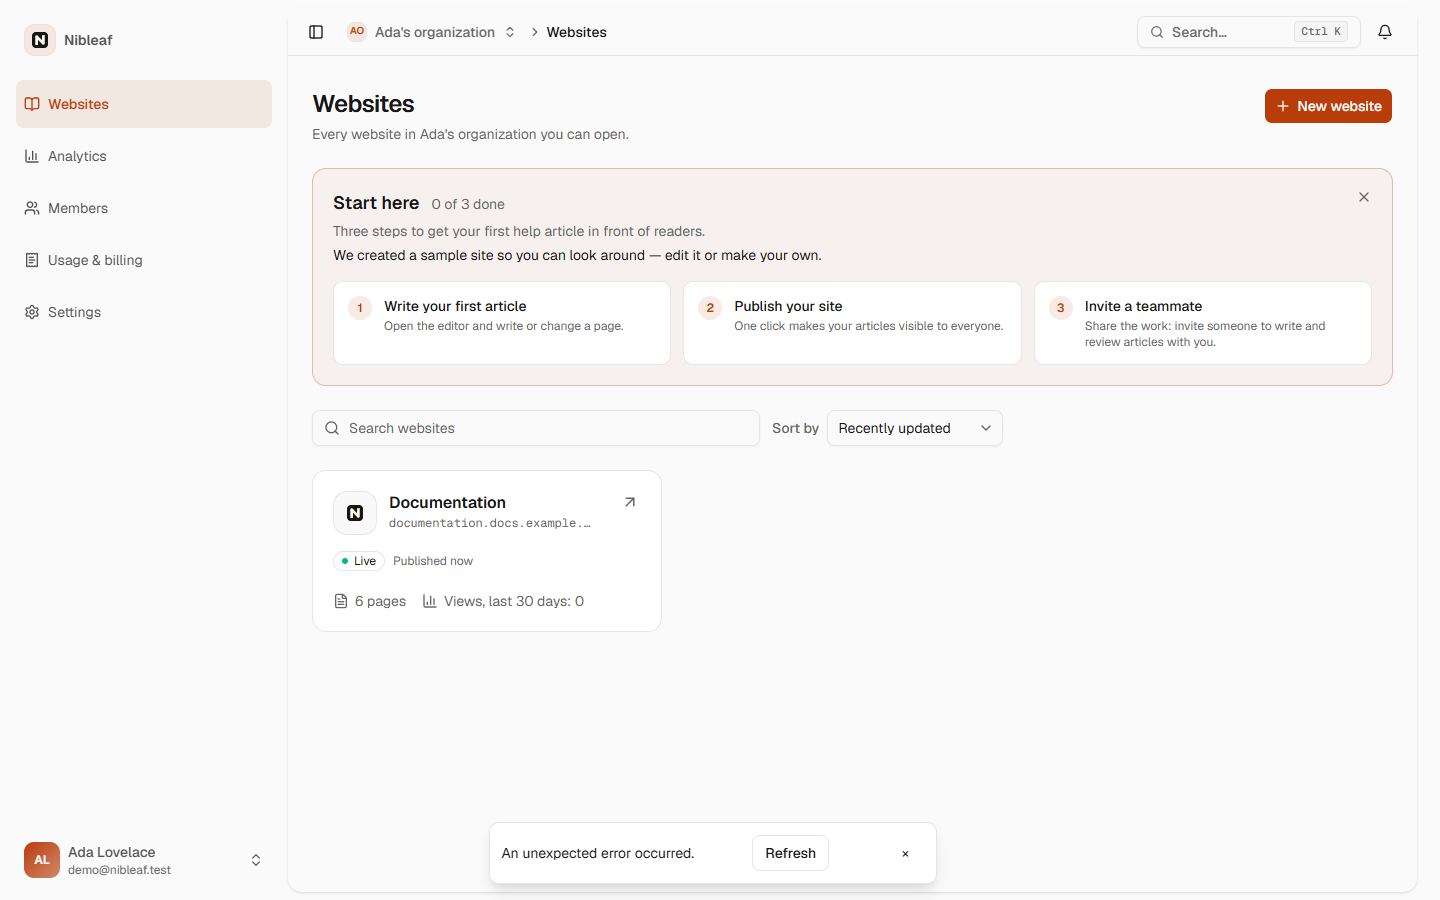 Nibleaf
Websites
Analytics
Members
Usage & billing
Settings
AL
Ada Lovelace
demo@nibleaf.test
AO
Ada's organization
Websites
Search...
Ctrl K
Websites
Every website in Ada's organization you can open.
New website
Start here
0 of 3 done
Three steps to get your first help article in front of readers.
We created a sample site so you can look around — edit it or make your own.
1
Write your first article
Open the editor and write or change a page.
2
Publish your site
One click makes your articles visible to everyone.
3
Invite a teammate
Share the work: invite someone to write and
review articles with you.
Search websites
Sort by
Recently updated
Documentation
documentation.docs.example.…
Live
Published now
6 pages
Views, last 30 days: 0
An unexpected error occurred.
Refresh